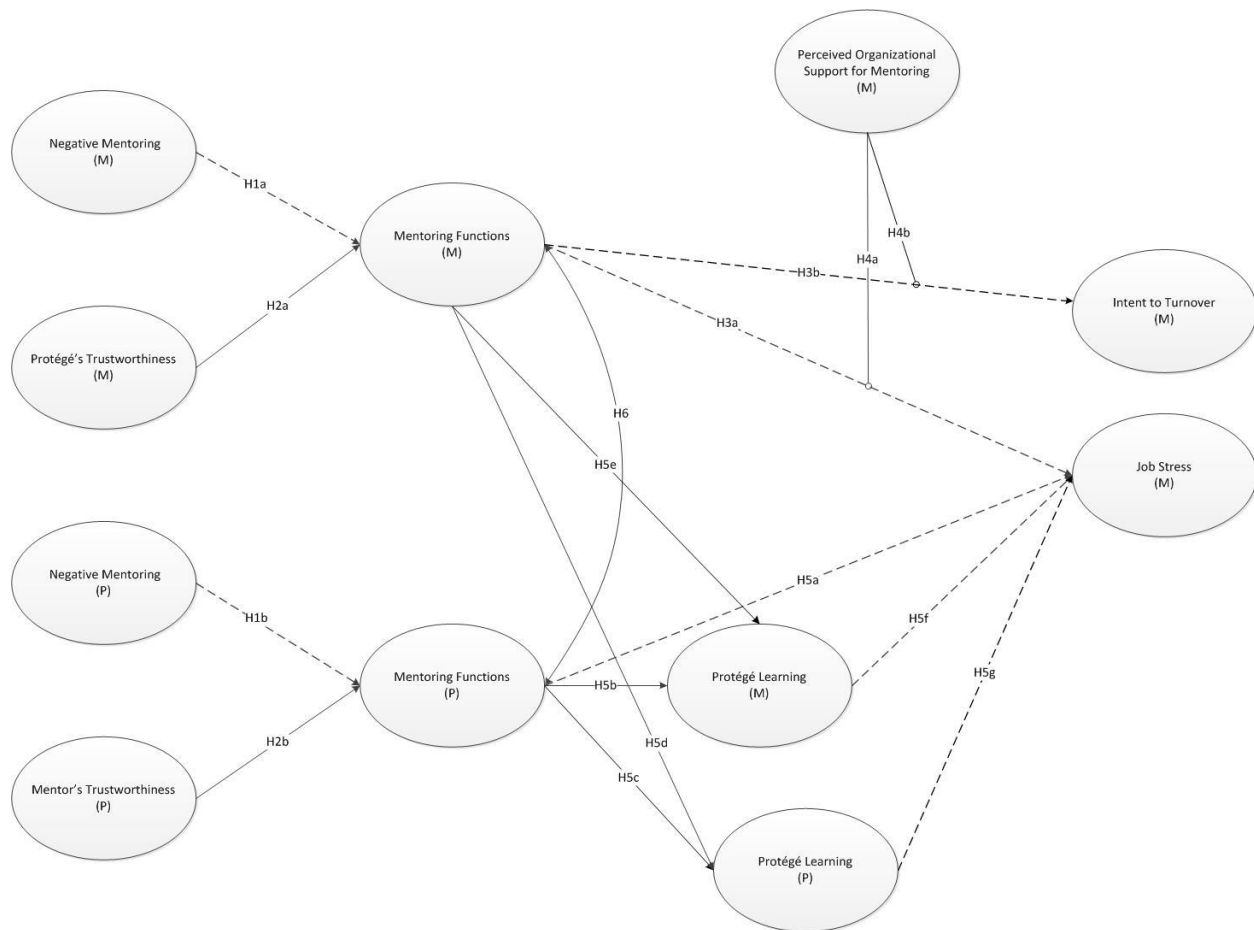 Perceived Organizational
Support for Mentoring
(M)
Negative Mentoring
(M)
H1a
Mentoring Functions
(M)
H4b
H4a
H3b
Intent to Turnover
(M)
H2a
H3a
Protégé’s Trustworthiness
(M)
H6
H5e
Job Stress
(M)
Negative Mentoring
(P)
H5a
H1b
H5f
Mentoring Functions
(P)
H5b
Protégé Learning
(M)
H5g
H2b
H5d
H5c
Mentor’s Trustworthiness
(P)
Protégé Learning
(P)